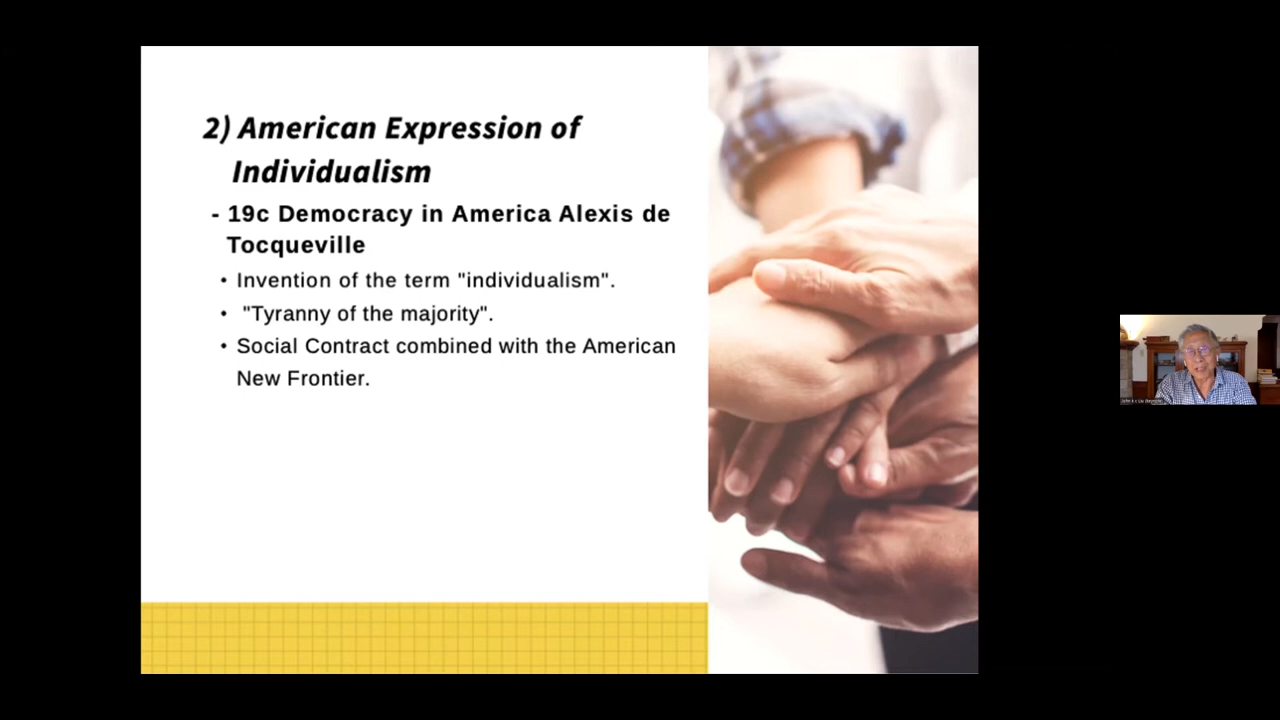 2) American Expression of
Individualism
- 19c Democracy in America Alexis de
Tocqueville
• Invention of the term "individualism".
• "Tyranny of the majority".
• Social Contract combined with the American
New Frontier.